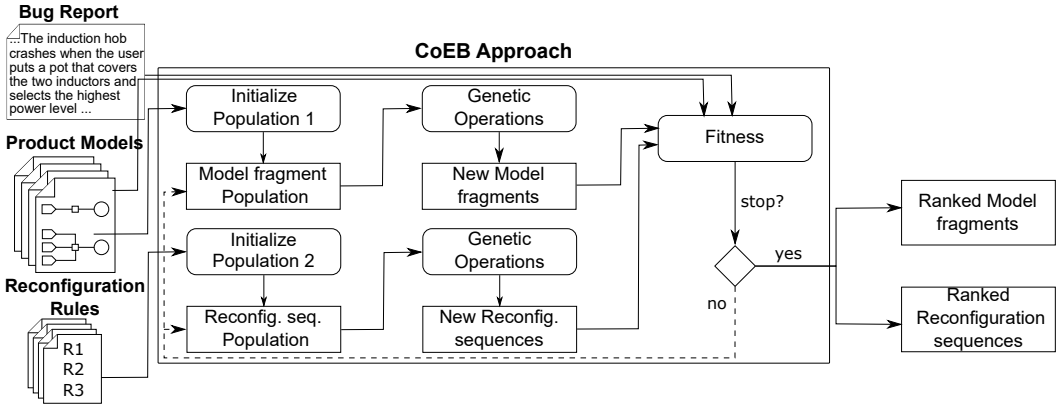 Bug Report
...The induction hob
crashes when the user
puts a pot that covers
the two inductors and
selects the highest
power level ...
Product Models
Reconfiguration
Rules
R1
R2
R3
CoEB Approach
Initialize
Population 1
Model fragment
Population
Initialize
Population 2
Reconfig. seq.
Population
Genetic
Operations
New Model
fragments
Genetic
Operations
New Reconfig.
sequences
Fitness
stop?
yes
no
Ranked Model
fragments
Ranked
Reconfiguration
sequences